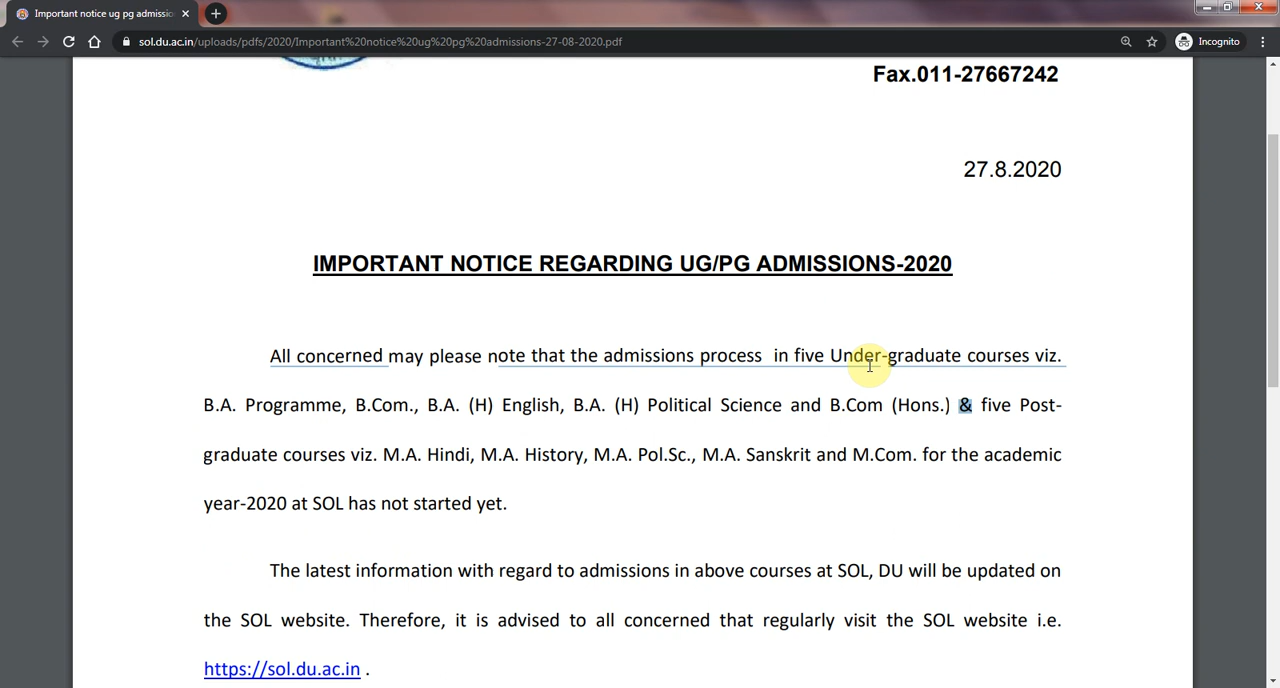 Important notice ug pg admissio
sol.du.ac.in/uploads/pdfs/2020/Important%20notice%20ug%20pg%20admissions-27-08-2020.pdf
Incognito
Fax.011-27667242
27.8.2020
IMPORTANT NOTICE REGARDING UG/PG ADMISSIONS-2020
All concerned may please note that the admissions process in five Under-graduate courses viz.
B.A. Programme, B.Com., B.A. (H) English, B.A. (H) Political Science and B.Com (Hons.) & five Post-
graduate courses viz. M.A. Hindi, M.A. History, M.A. Pol.Sc., M.A. Sanskrit and M.Com. for the academic
year-2020 at SOL has not started yet.
The latest information with regard to admissions in above courses at SOL, DU will be updated on
the SOL website. Therefore, it is advised to all concerned that regularly visit the SOL website i.e.
https://sol.du.ac.in .